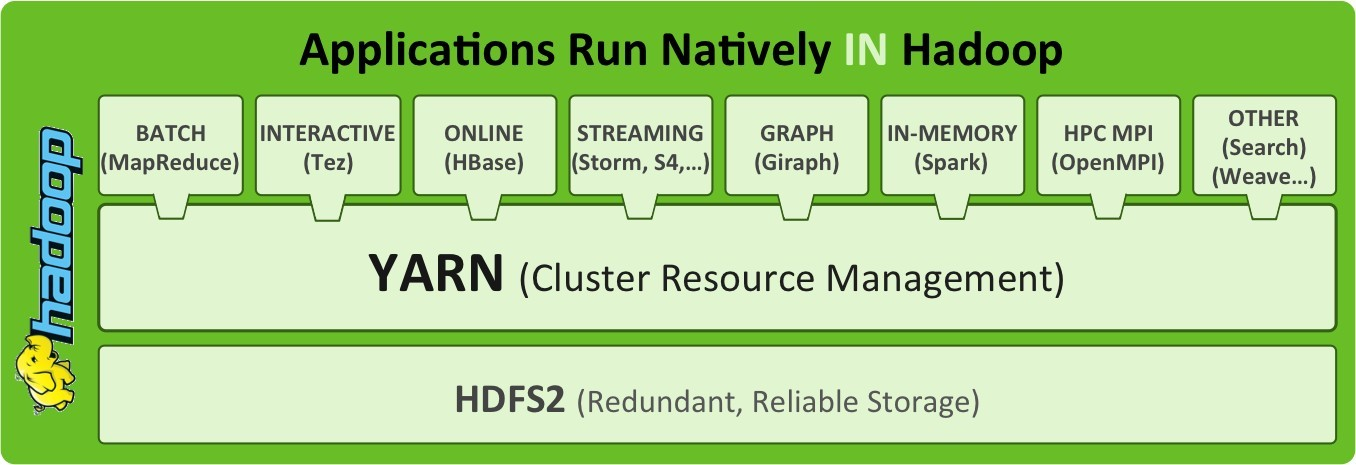 Applications Run Natively IN Hadoop
BATCH
(MapReduce)
INTERACTIVE
(Tez)
ONLINE
(HBase)
STREAMING
(Storm, S4,...)
GRAPH
(Giraph)
IN-MEMORY
(Spark)
HPC MPI
(OpenMPI)
OTHER
(Search)
(Weave...)
hadoop
YARN (Cluster Resource Management)
HDFS2 (Redundant, Reliable Storage)